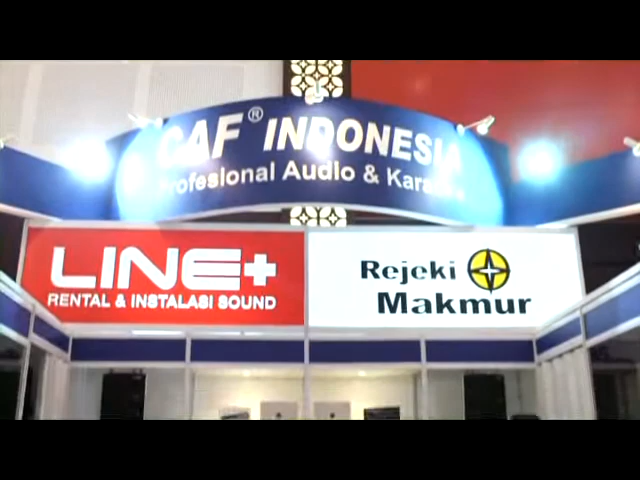 CAF® INDONESIA
Profesional Audio & Karaoke
LINE+
RENTAL & INSTALASI SOUND
Rejeki
Makmur